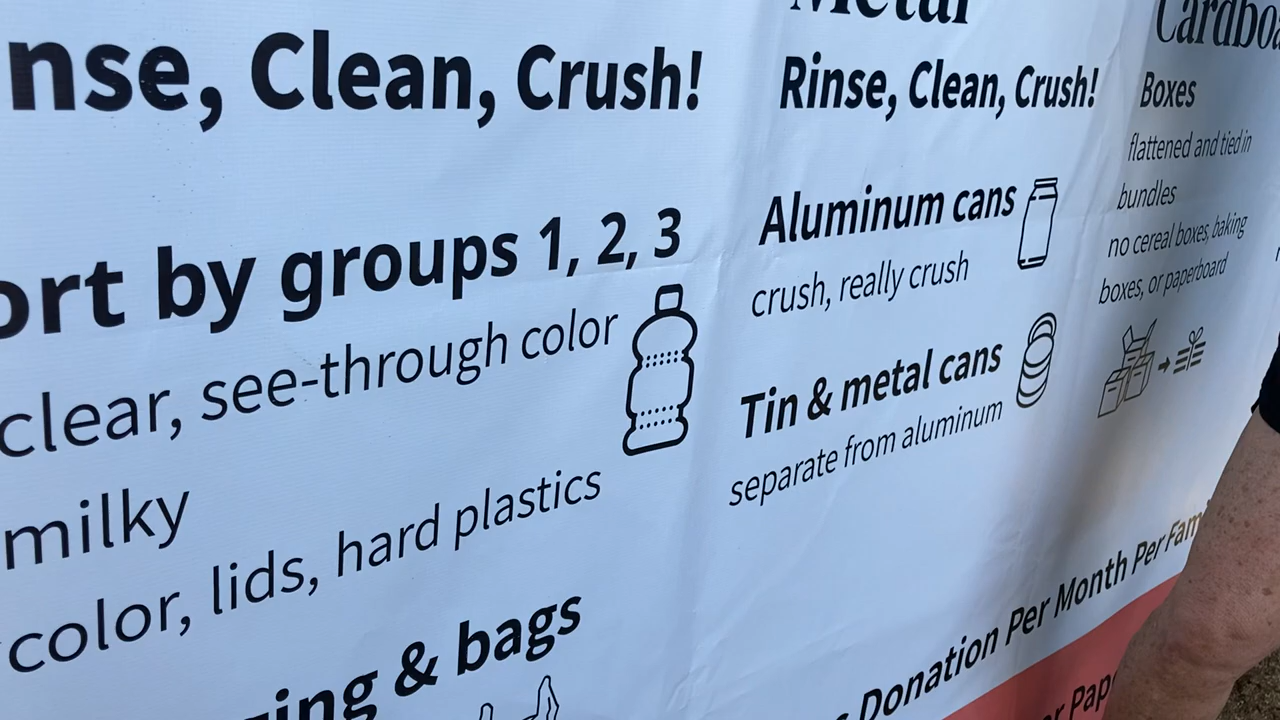 nse, Clean, Crush!
ort by groups 1, 2, 3
clear, see-through color
milky
color, lids, hard plastics
ing & bags
Metal
Rinse, Clean, Crush!
Aluminum cans
crush, really crush
Tin & metal cans
separate from aluminum
Cardboa
Boxes
flattened and tied in
bundles
no cereal boxes, baking
boxes, or paperboard
Donation Per Month Per Fam
r Pap